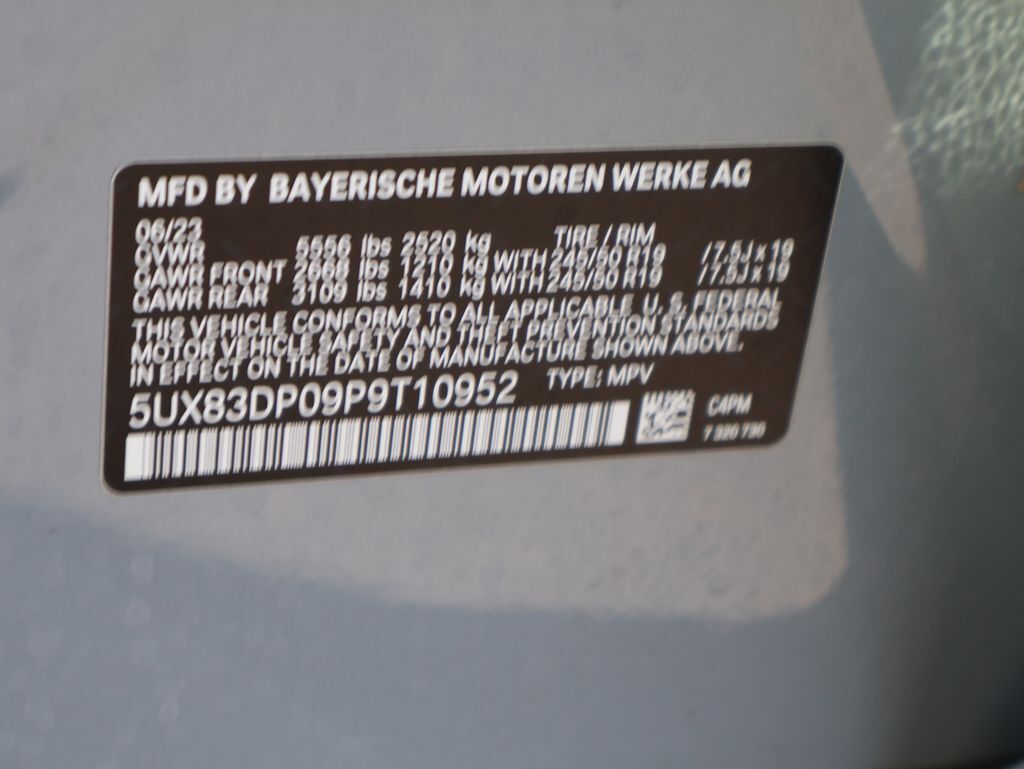 MFD BY BAYERISCHE MOTOREN WERKE AG
06/23 TIRE / RIM
GVWR 5556 lbs 2520 kg
GAWR FRONT 2668 lbs 1210 kg WITH 245/50 R19 / 7.5J x 19
GAWR REAR 3109 lbs 1410 kg WITH 245/50 R19 / 7.5J x 19
THIS VEHICLE CONFORMS TO ALL APPLICABLE U. S. FEDERAL
MOTOR VEHICLE SAFETY AND THEFT PREVENTION STANDARDS
IN EFFECT ON THE DATE OF MANUFACTURE SHOWN ABOVE.
5UX83DP09P9T10952 TYPE: MPV
C4PM
7 920 730